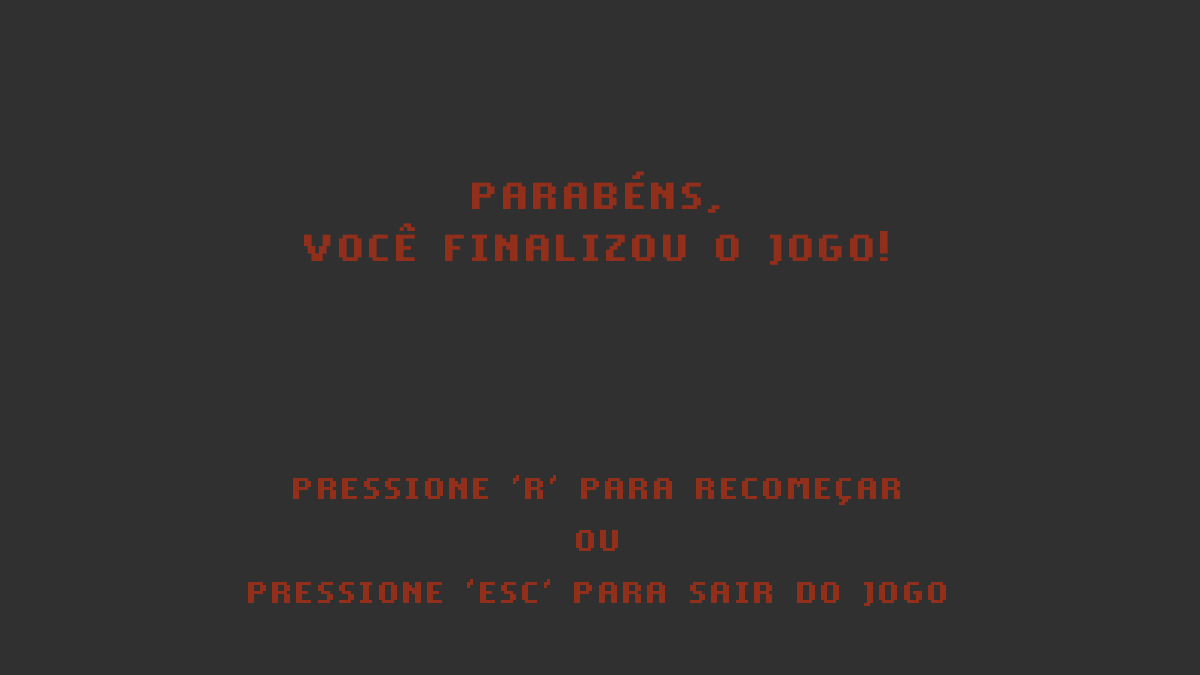 PARABÉNS,
VOCÊ FINALIZOU O JOGO!
PRESSIONE 'R' PARA RECOMEÇAR
OU
PRESSIONE 'ESC' PARA SAIR DO JOGO